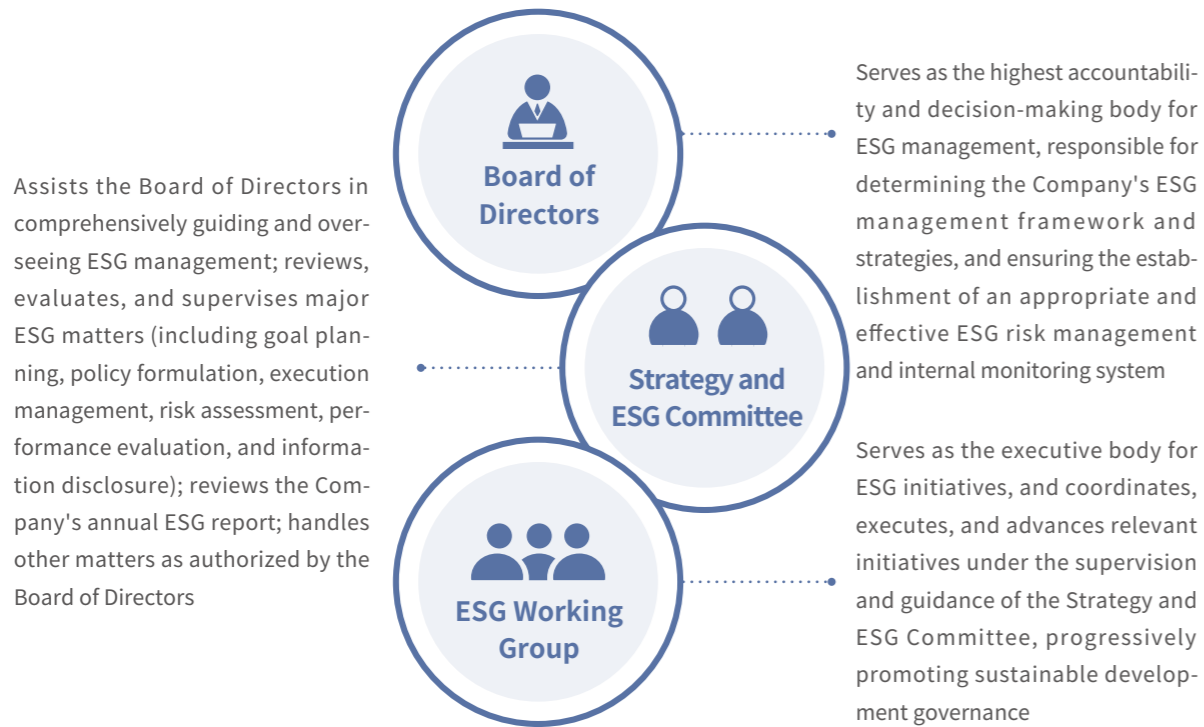 Board of
Directors
Serves as the highest accountabili-
ty and decision-making body for
ESG management, responsible for
determining the Company's ESG
management framework and
strategies, and ensuring the estab-
lishment of an appropriate and
effective ESG risk management
and internal monitoring system
Strategy and
ESG Committee
Assists the Board of Directors in
comprehensively guiding and over-
seeing ESG management; reviews,
evaluates, and supervises major
ESG matters (including goal plan-
ning, policy formulation, execution
management, risk assessment, per-
formance evaluation, and informa-
tion disclosure); reviews the Com-
pany's annual ESG report; handles
other matters as authorized by the
Board of Directors
ESG Working
Group
Serves as the executive body for
ESG initiatives, and coordinates,
executes, and advances relevant
initiatives under the supervision
and guidance of the Strategy and
ESG Committee, progressively
promoting sustainable develop-
ment governance